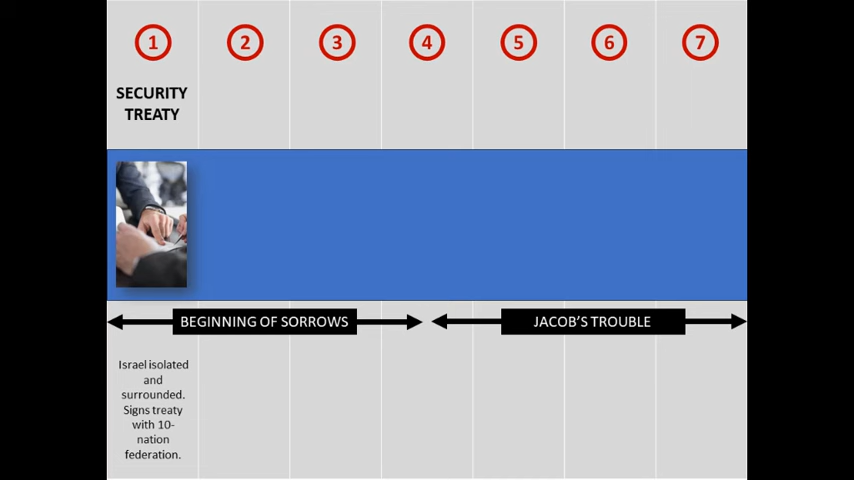 1 2 3 4 5 6 7
SECURITY
TREATY
BEGINNING OF SORROWS
JACOB'S TROUBLE
Israel isolated
and
surrounded.
Signs treaty
with 10-
nation
federation.